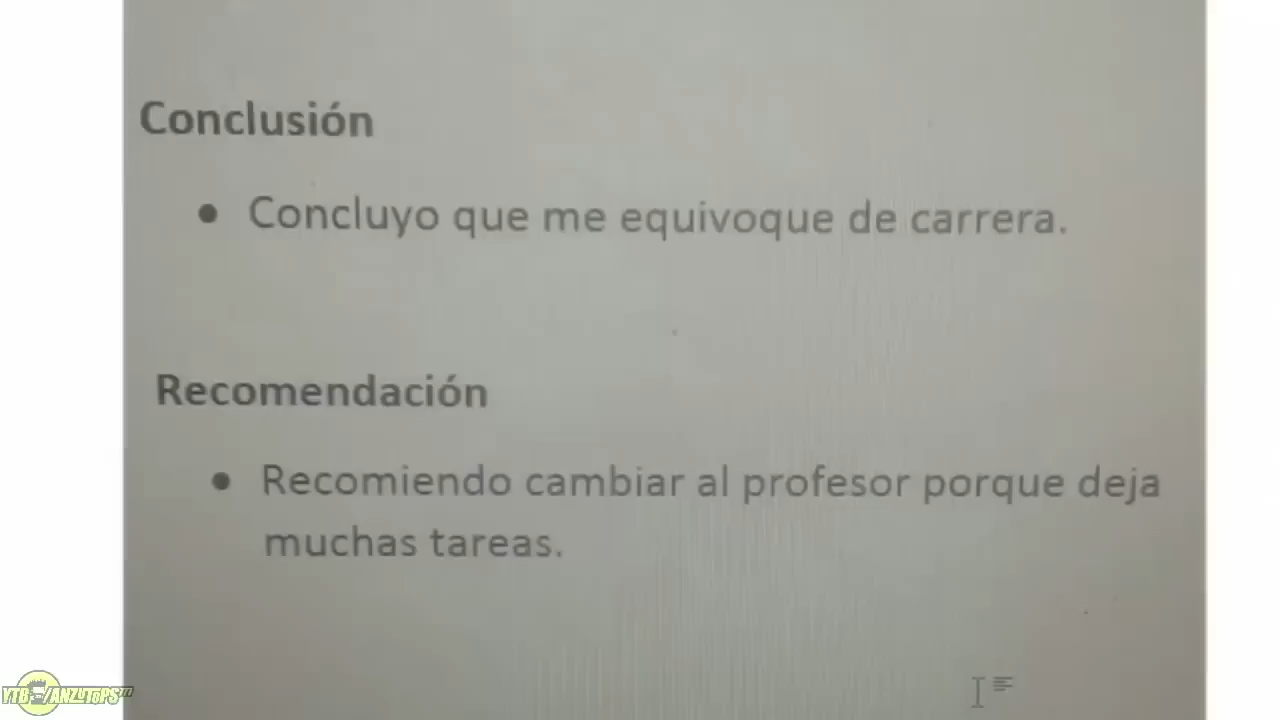 Conclusión
• Concluyo que me equivoque de carrera.
Recomendación
• Recomiendo cambiar al profesor porque deja
muchas tareas.